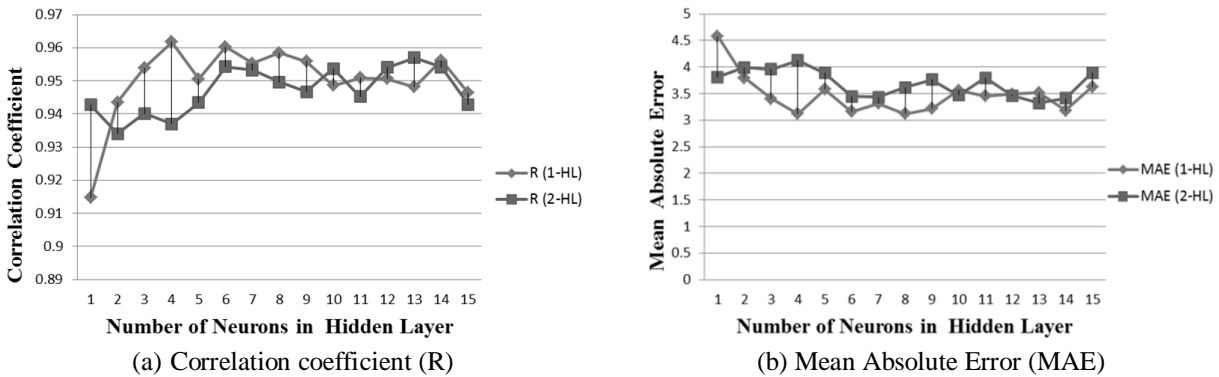 0.97
0.96
0.95
0.94
0.93
0.92
0.91
0.9
0.89
Correlation Coefficient
1 2 3 4 5 6 7 8 9 10 11 12 13 14 15
Number of Neurons in Hidden Layer
R (1-HL)
R (2-HL)
(a) Correlation coefficient (R)
5
4.5
4
3.5
3
2.5
2
1.5
1
0.5
0
Mean Absolute Error
1 2 3 4 5 6 7 8 9 10 11 12 13 14 15
Number of Neurons in Hidden Layer
MAE (1-HL)
MAE (2-HL)
(b) Mean Absolute Error (MAE)